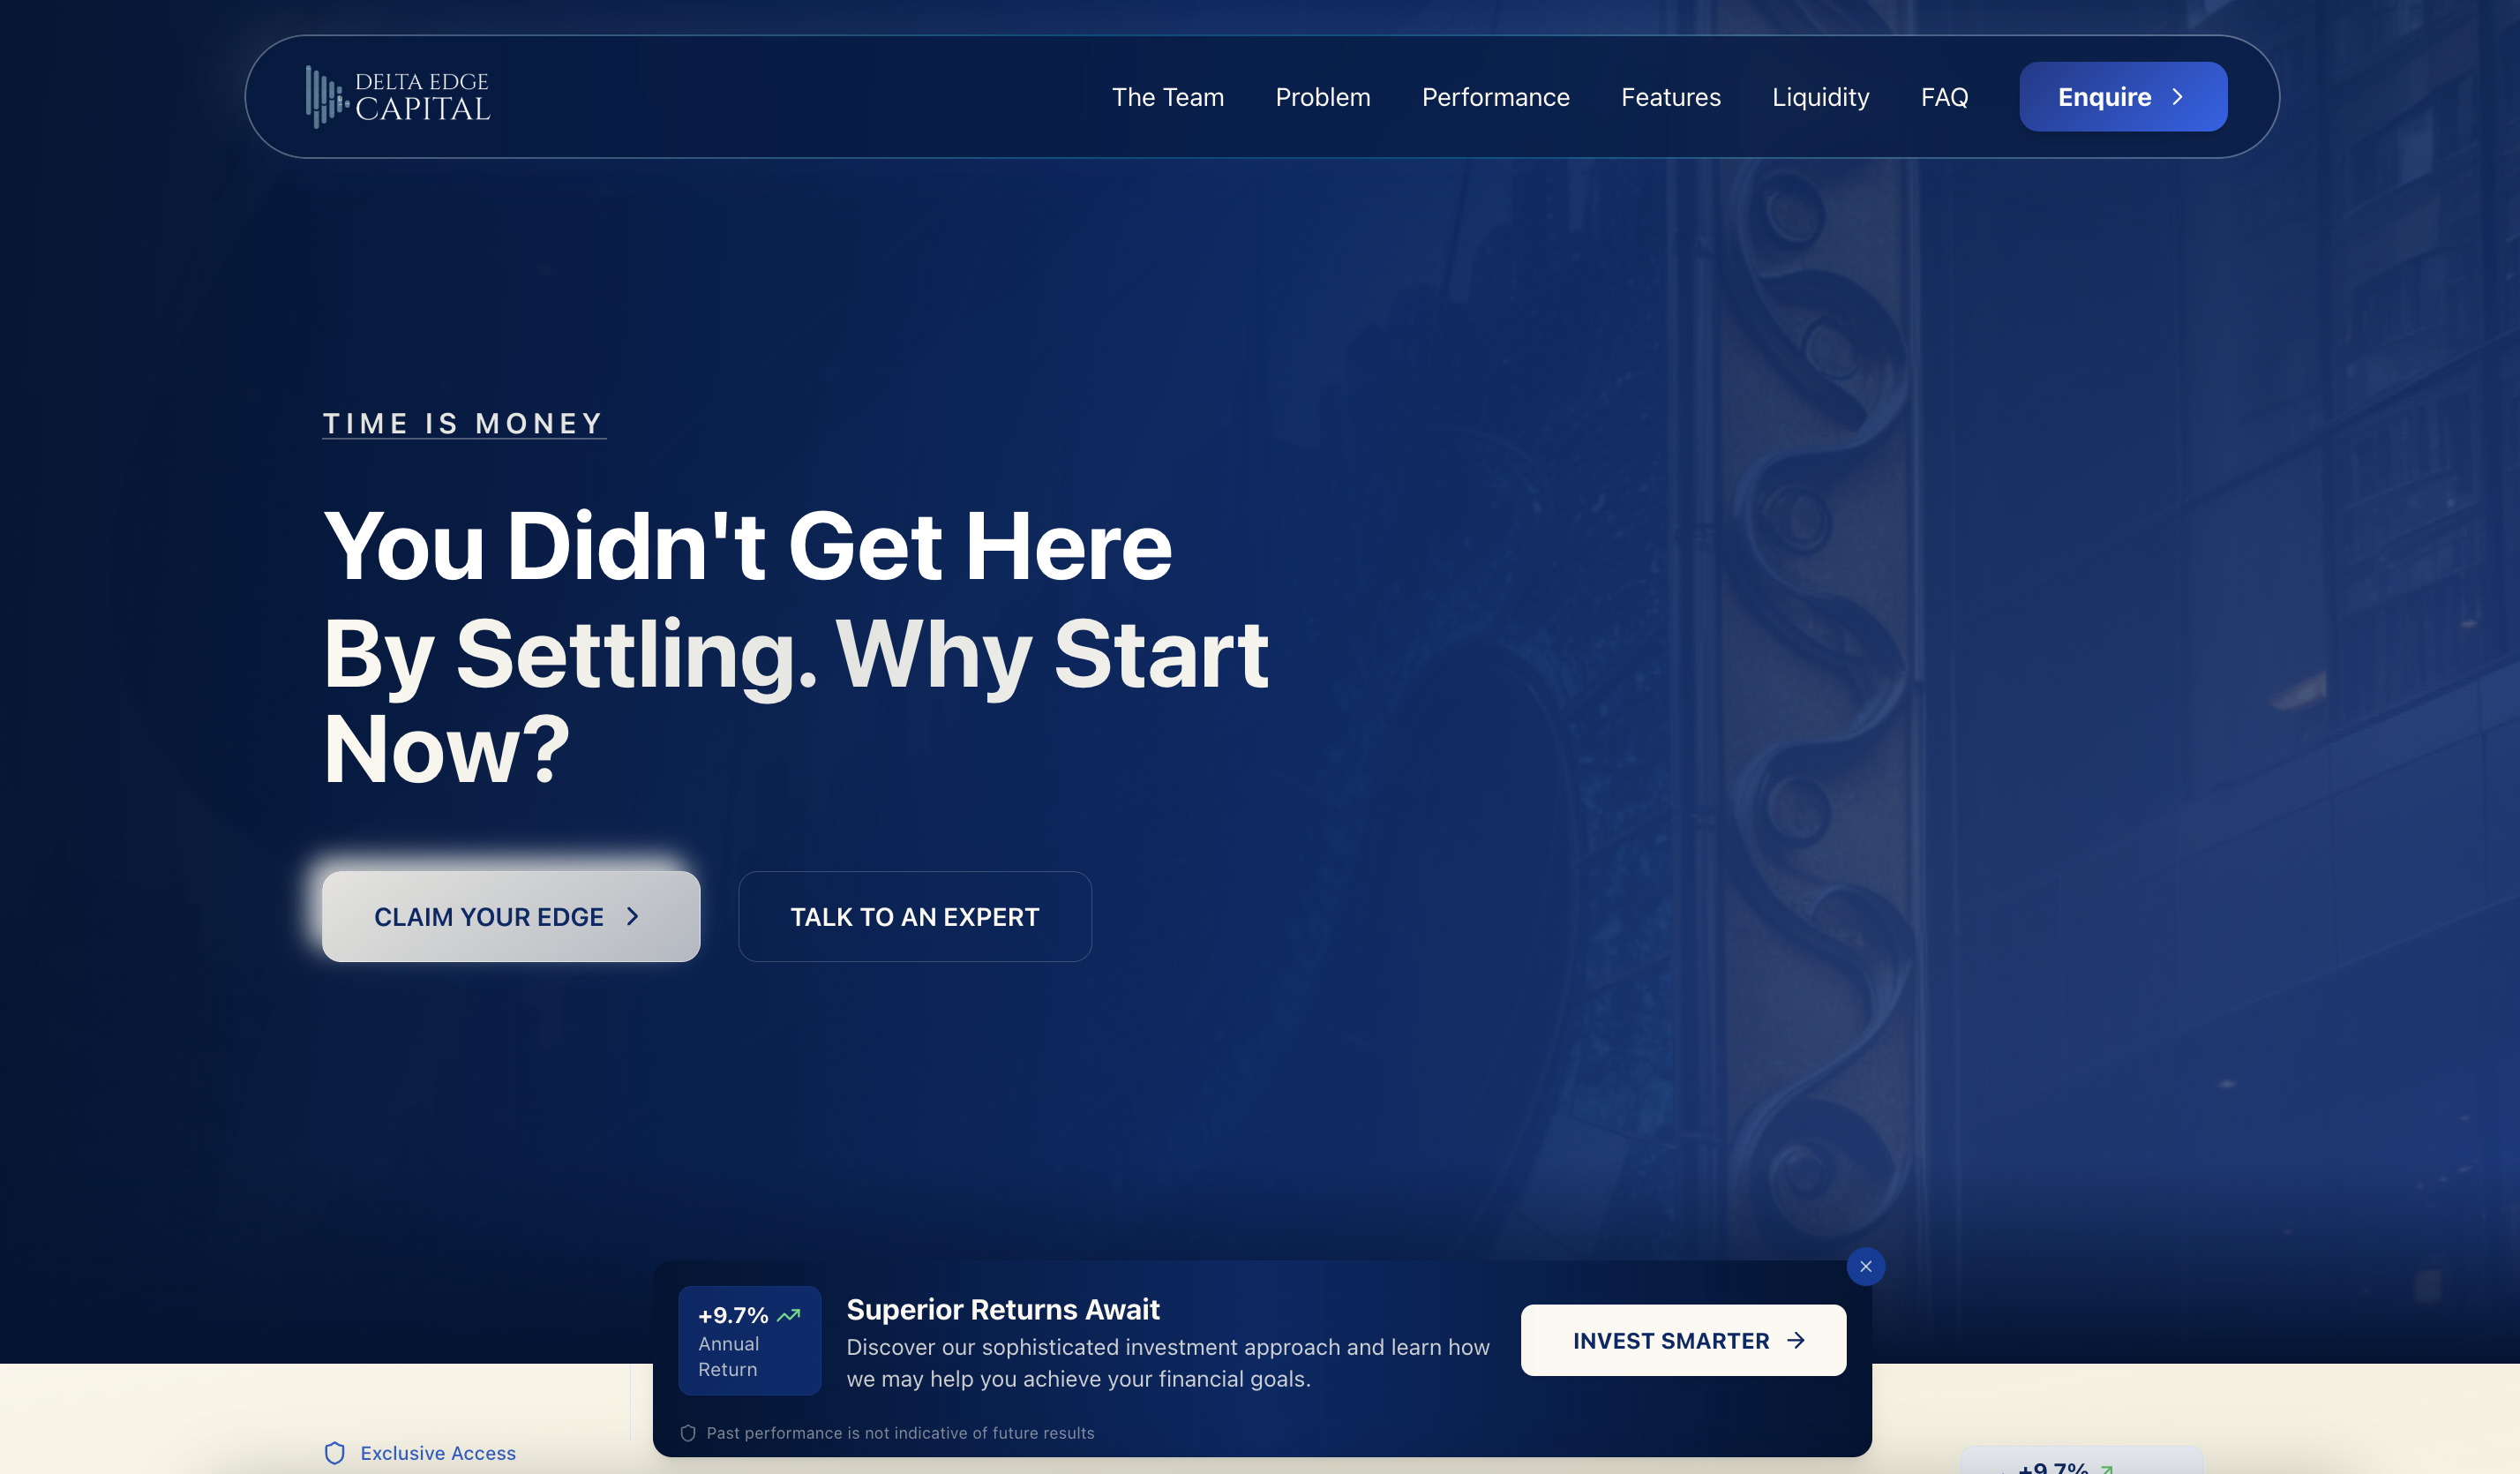 DELTA EDGE
CAPITAL
The Team
Problem
Performance
Features
Liquidity
FAQ
Enquire
TIME IS MONEY
You Didn't Get Here
By Settling. Why Start
Now?
CLAIM YOUR EDGE
TALK TO AN EXPERT
+9.7%
Annual
Return
Superior Returns Await
Discover our sophisticated investment approach and learn how
we may help you achieve your financial goals.
INVEST SMARTER
Past performance is not indicative of future results
Exclusive Access
+9.7%